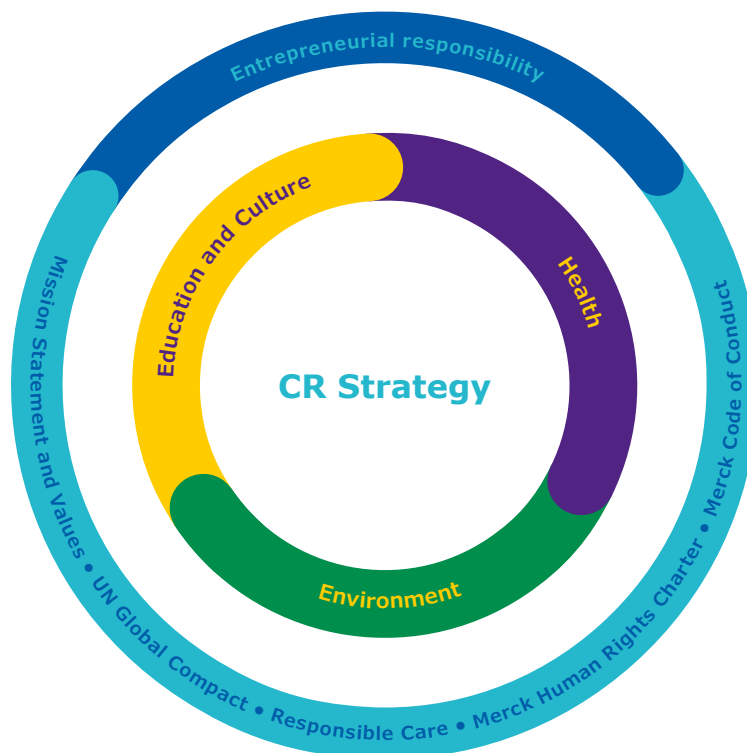 Entrepreneurial responsibility
Education and Culture
Health
CR Strategy
Environment
Mission Statement and Values • UN Global Compact • Responsible Care • Merck Human Rights Charter • Merck Code of Conduct